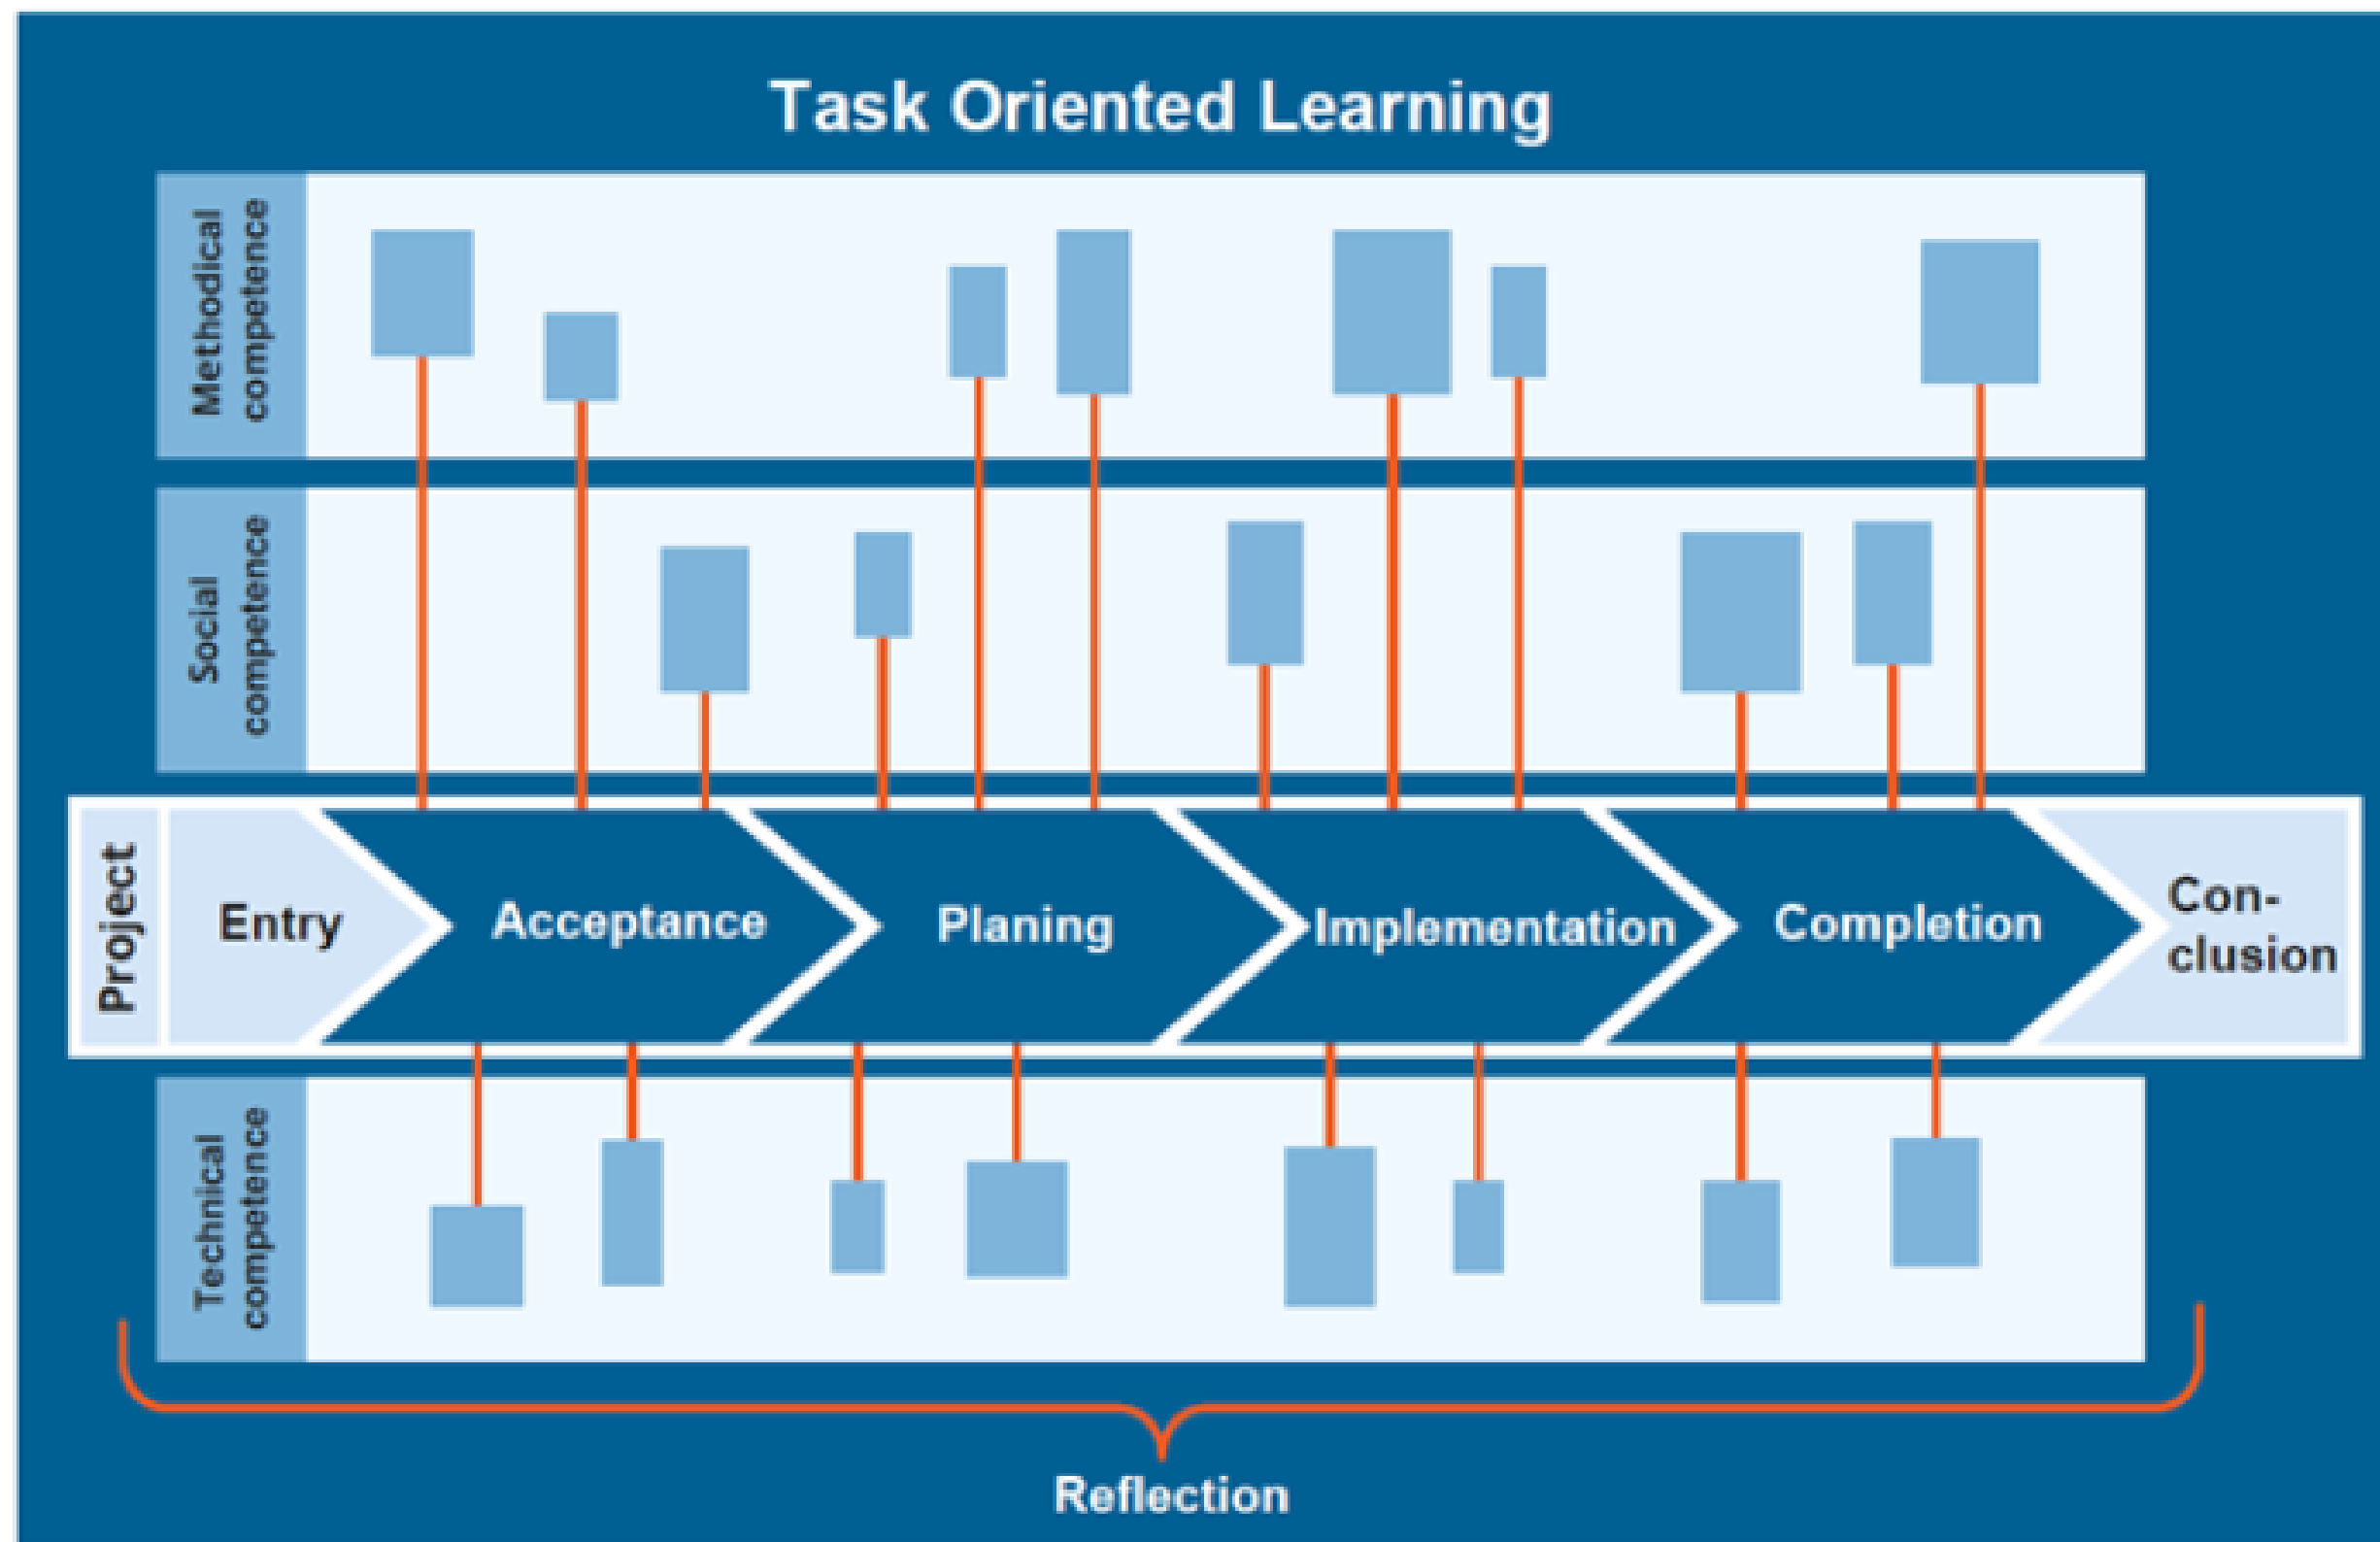 Task Oriented Learning
Methodical
competence
Social
competence
Project
Entry
Acceptance
Planing
Implementation
Completion
Con-
clusion
Technical
competence
Reflection